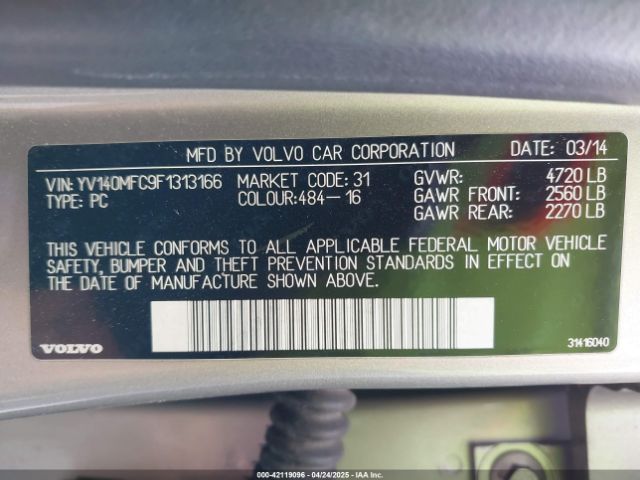 MFD BY VOLVO CAR CORPORATION DATE: 03/14
VIN: YV140MFC9F1313166 MARKET CODE: 31 GVWR: 4720 LB
TYPE: PC COLOUR:484-16 GAWR FRONT: 2560 LB
GAWR REAR: 2270 LB
THIS VEHICLE CONFORMS TO ALL APPLICABLE FEDERAL MOTOR VEHICLE
SAFETY, BUMPER AND THEFT PREVENTION STANDARDS IN EFFECT ON
THE DATE OF MANUFACTURE SHOWN ABOVE.
VOLVO 31416040
000-42119096 - 04/24/2025 - IAA Inc.